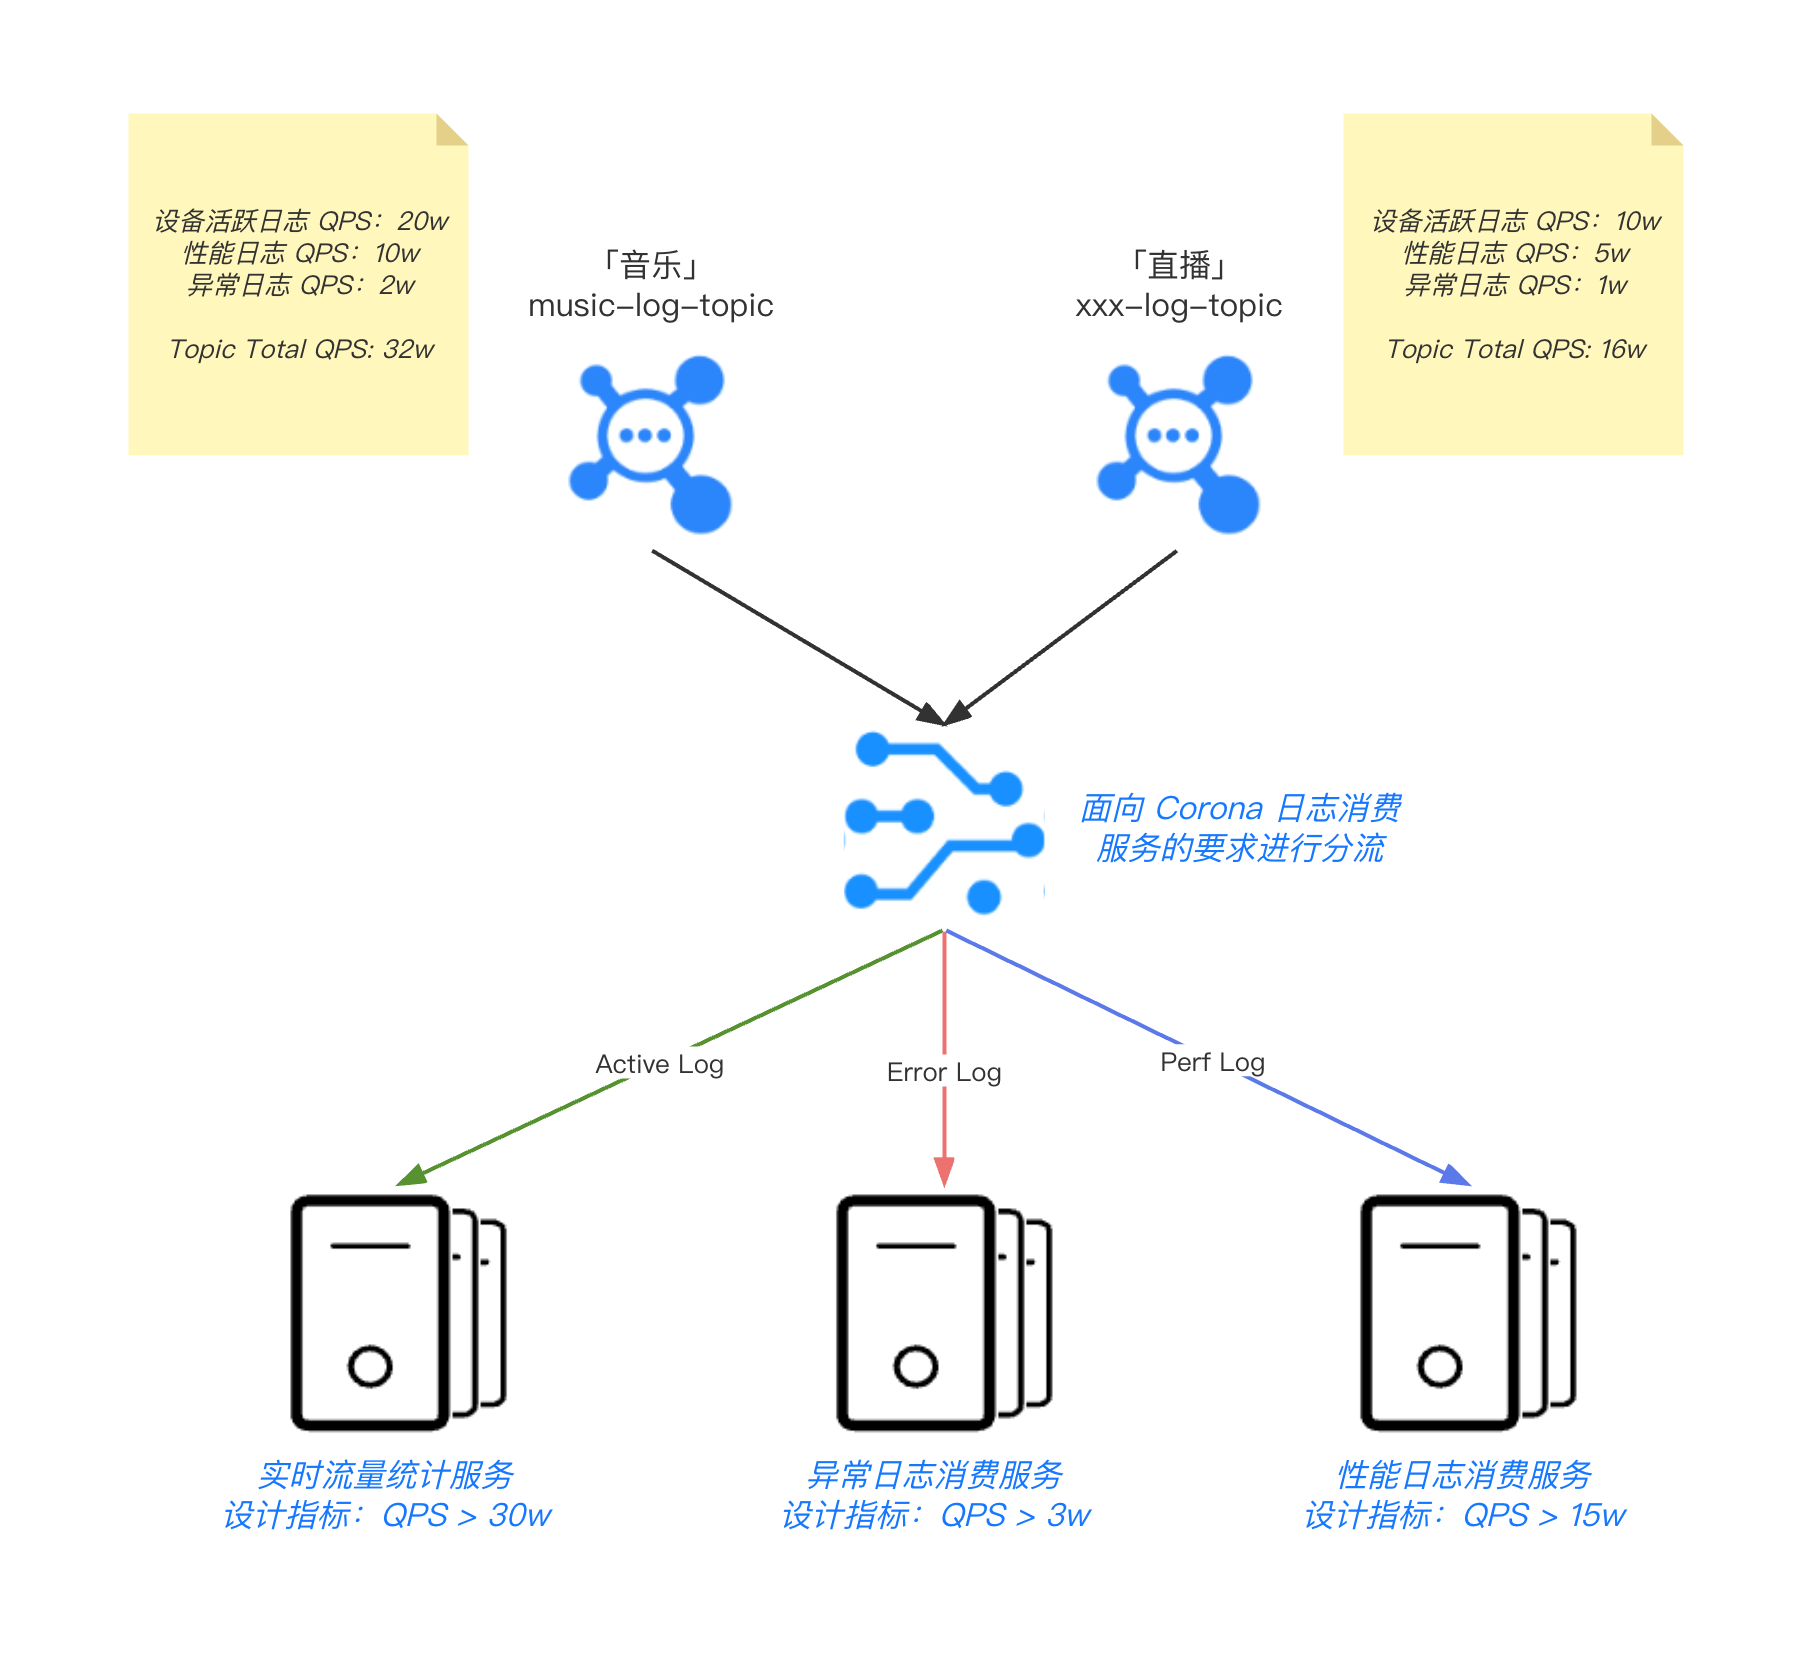 设备活跃日志 QPS：20w
性能日志 QPS：10w
异常日志 QPS：2w
Topic Total QPS: 32w
「音乐」
music-log-topic
「直播」
xxx-log-topic
设备活跃日志 QPS：10w
性能日志 QPS：5w
异常日志 QPS：1w
Topic Total QPS: 16w
面向 Corona 日志消费
服务的要求进行分流
Active Log
Error Log
Perf Log
实时流量统计服务
设计指标：QPS > 30w
异常日志消费服务
设计指标：QPS > 3w
性能日志消费服务
设计指标：QPS > 15w